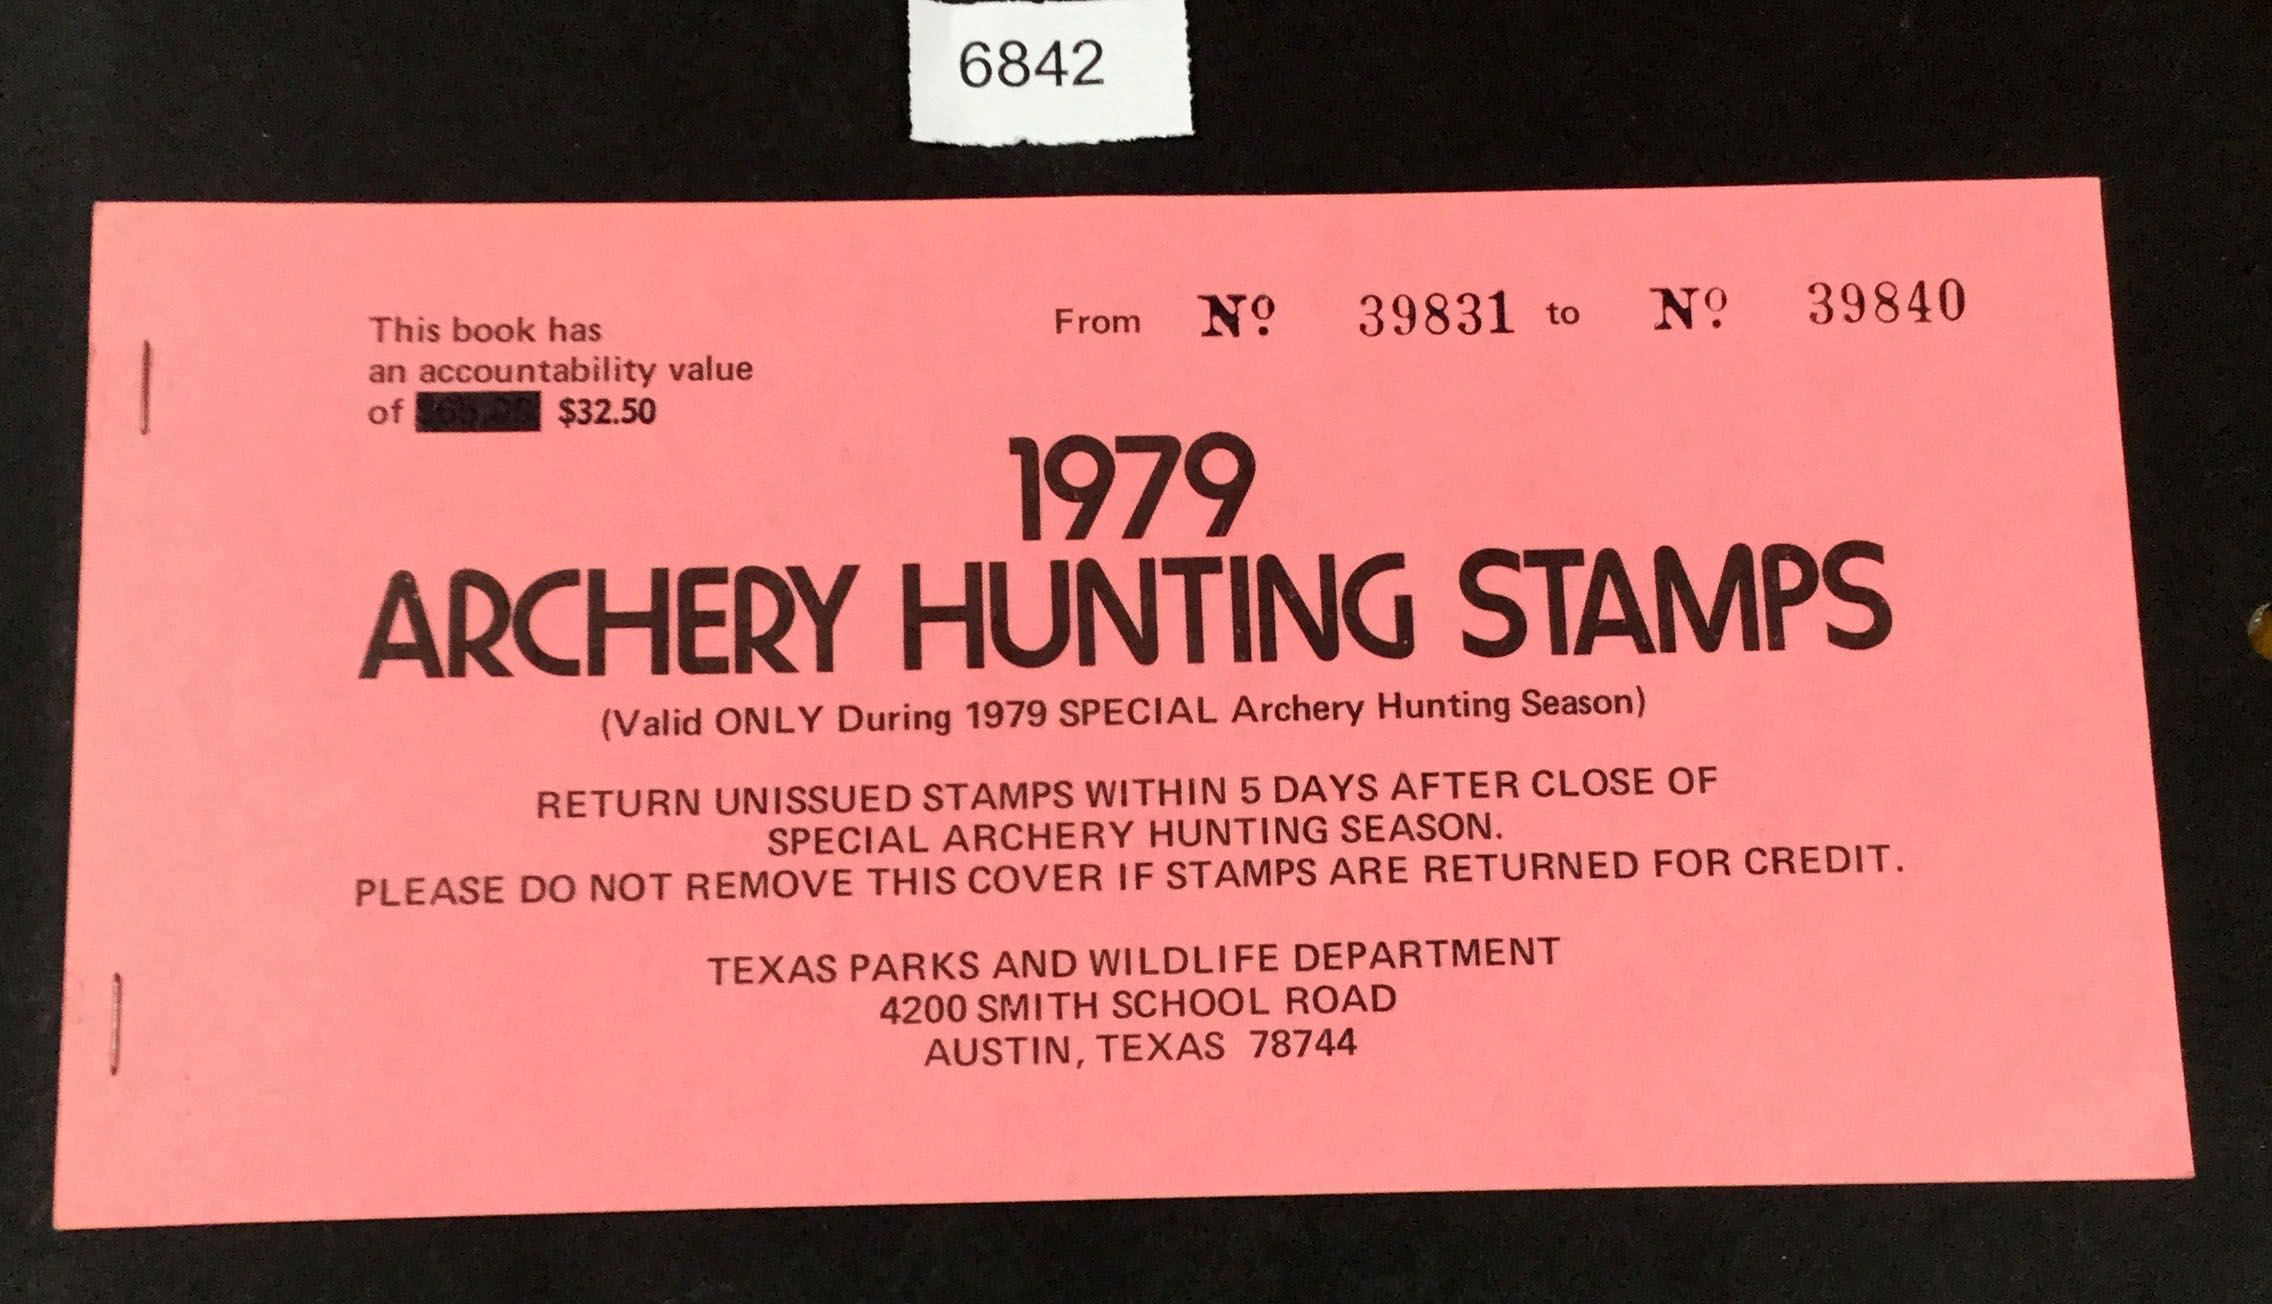 6842
This book has
an accountability value
of $32.50
From Nº 39831 to Nº 39840
1979
ARCHERY HUNTING STAMPS
(Valid ONLY During 1979 SPECIAL Archery Hunting Season)
RETURN UNISSUED STAMPS WITHIN 5 DAYS AFTER CLOSE OF
SPECIAL ARCHERY HUNTING SEASON.
PLEASE DO NOT REMOVE THIS COVER IF STAMPS ARE RETURNED FOR CREDIT.
TEXAS PARKS AND WILDLIFE DEPARTMENT
4200 SMITH SCHOOL ROAD
AUSTIN, TEXAS 78744